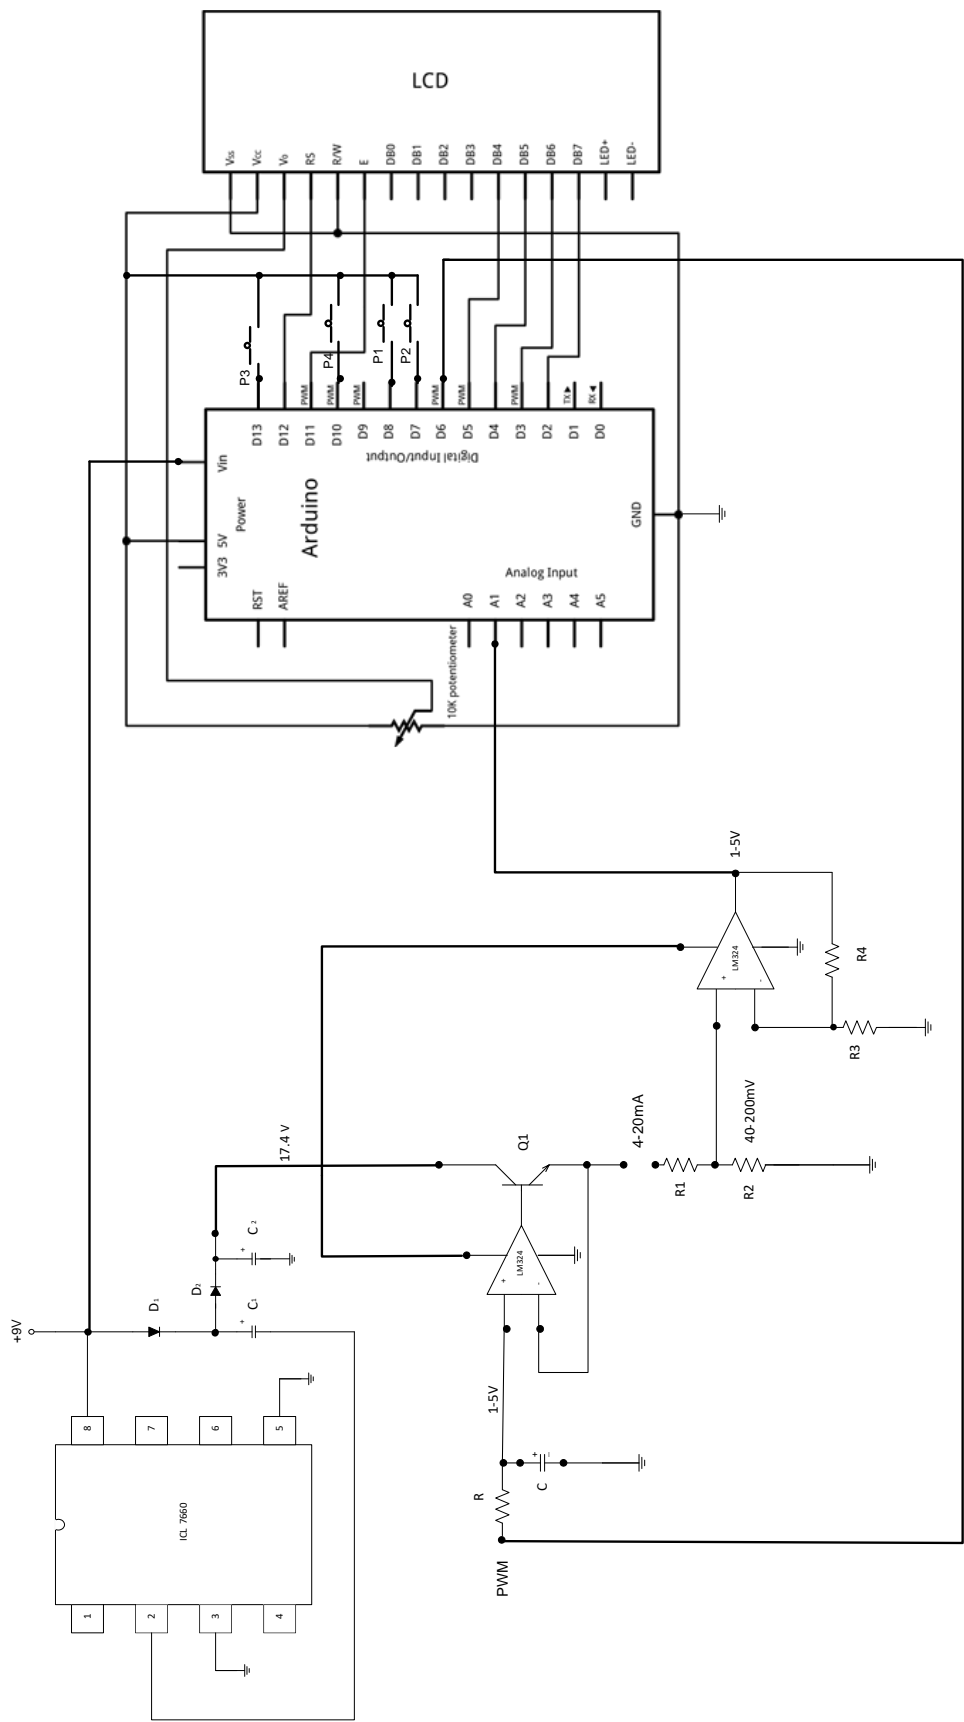 LCD
Vss
Vcc
Vo
RS
R/W
E
DB0
DB1
DB2
DB3
DB4
DB5
DB6
DB7
LED+
LED-
P3
P4
P1
P2
PWM
PWM
PWM
PWM
PWM
PWM
TX▶
RX◀
D13
D12
D11
D10
D9
D8
D7
D6
D5
D4
D3
D2
D1
D0
Digital Input/Output
Vin
Power
5V
3V3
Arduino
GND
RST
AREF
Analog Input
A0
A1
A2
A3
A4
A5
10K potentiometer
1-5V
LM324
+
-
R4
R3
17.4 V
Q1
4-20mA
40-200mV
R1
R2
LM324
+
-
+9V
D1
D2
C1
+
C2
+
1-5V
R
C
+
-
PWM
8
7
6
5
ICL 7660
1
2
3
4